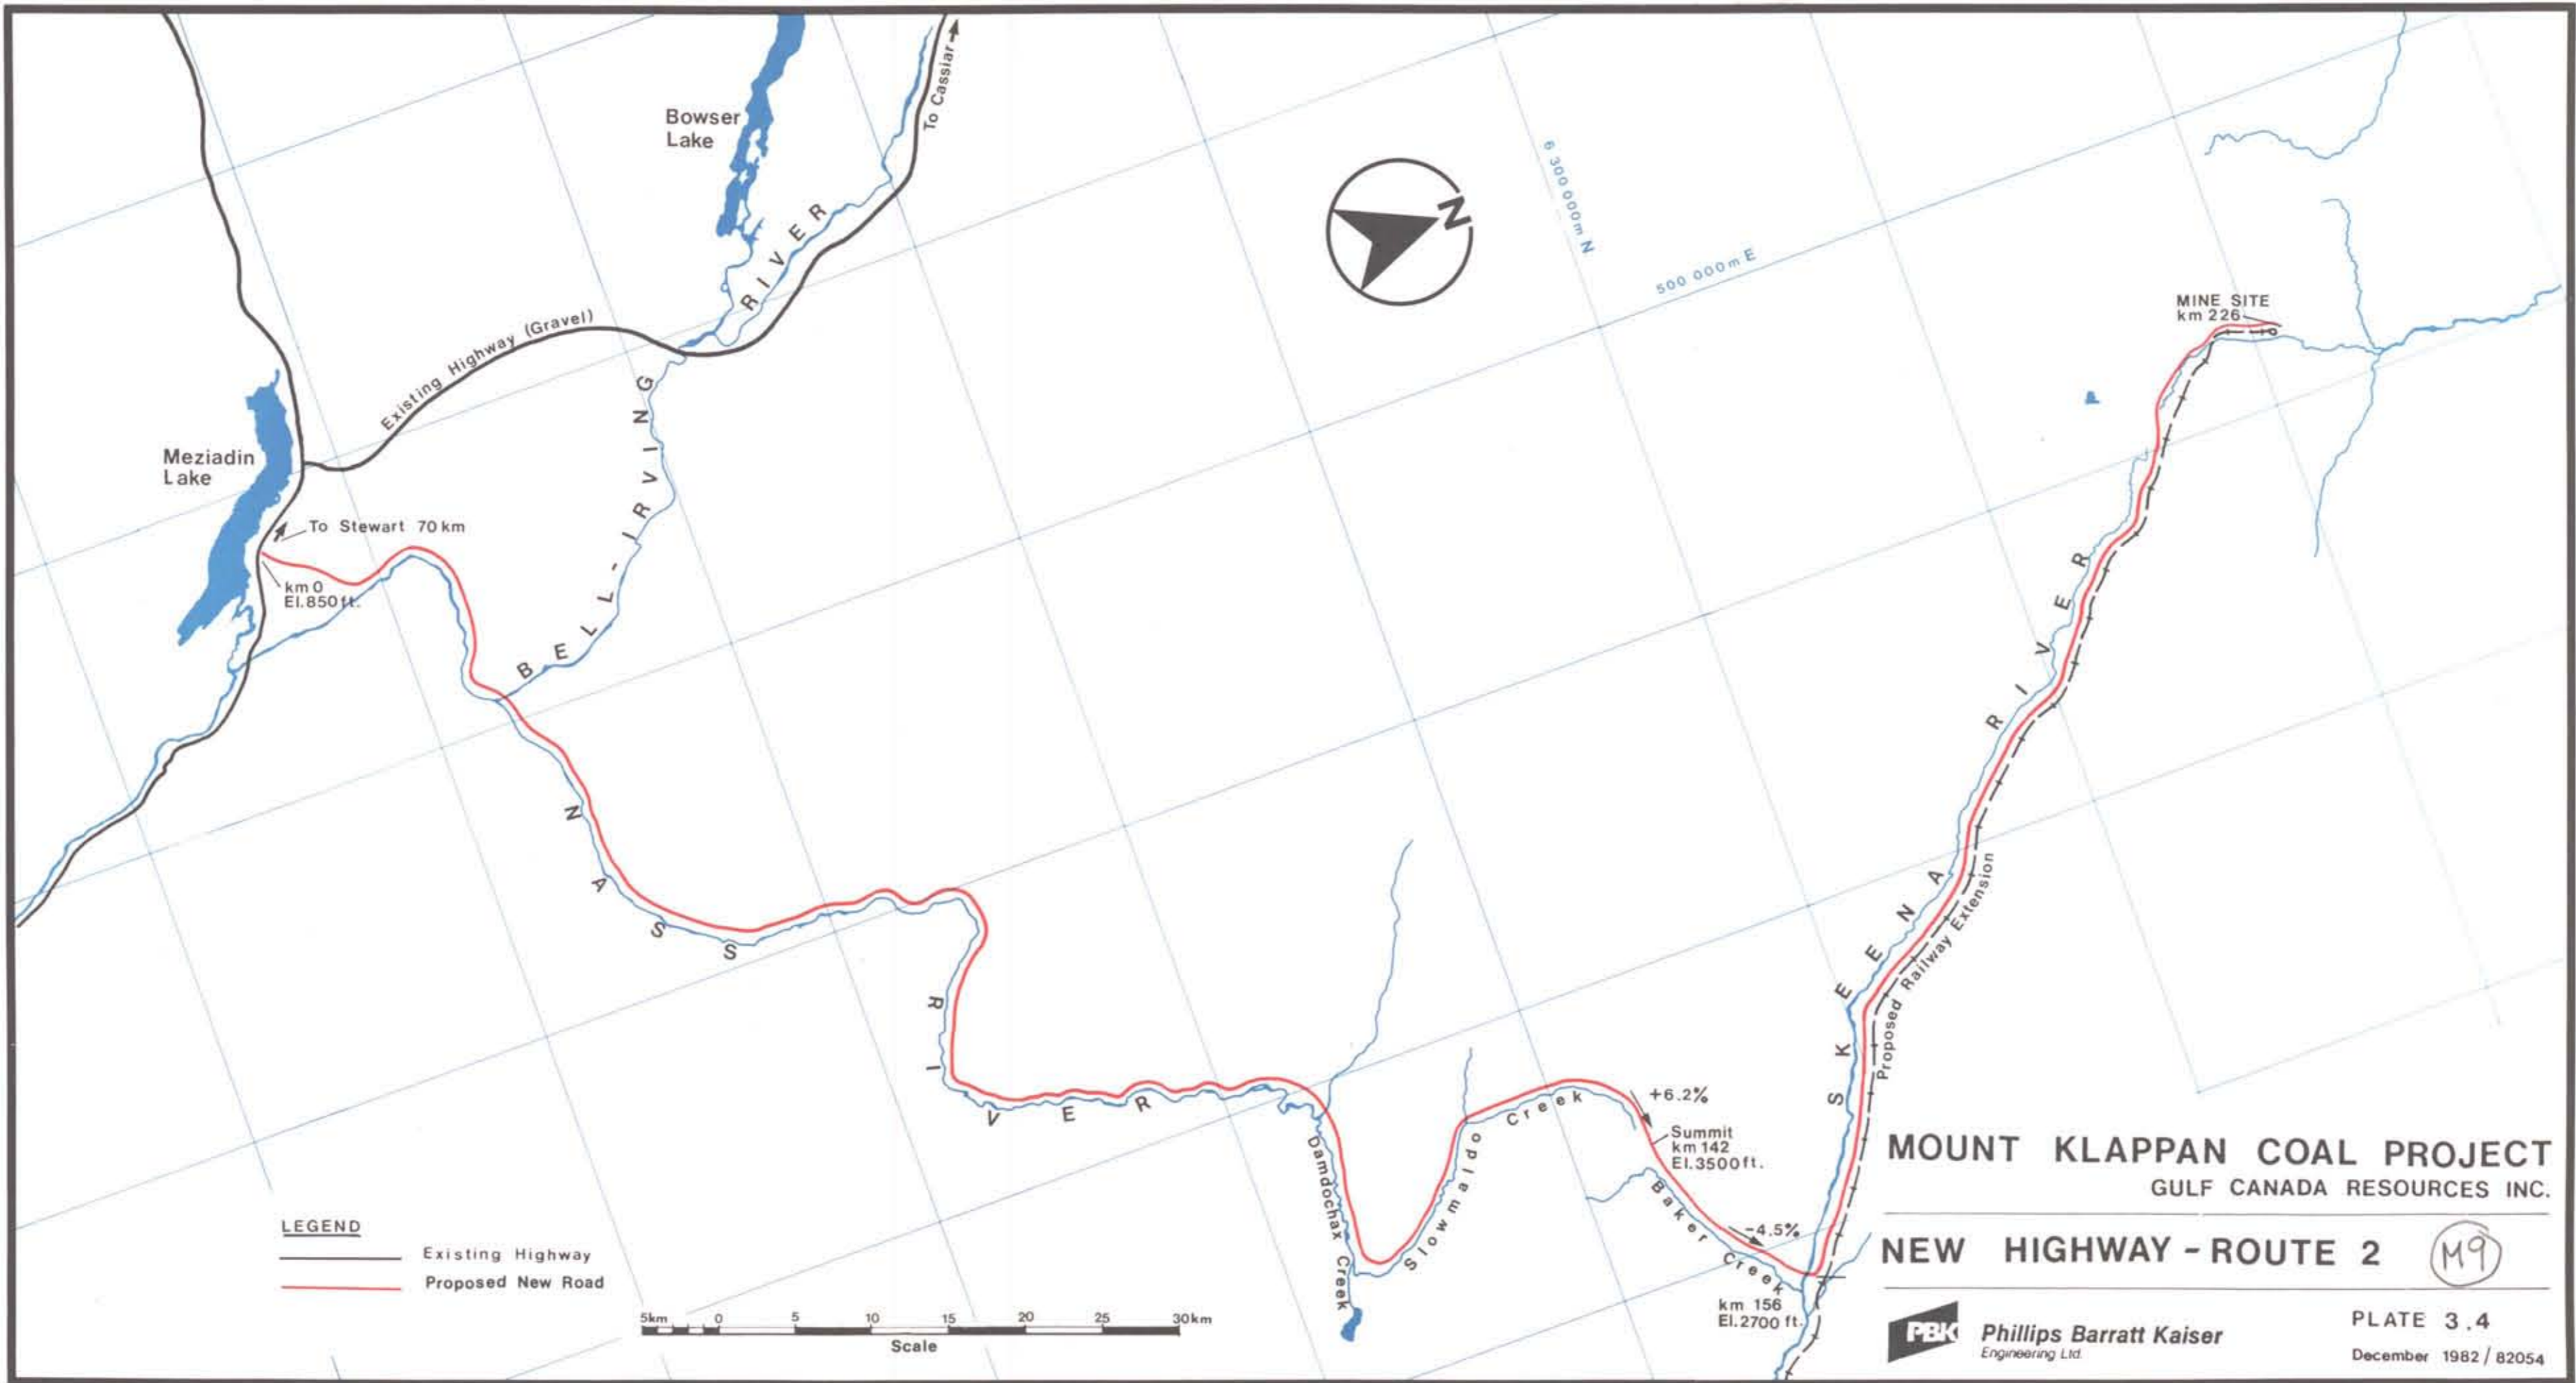 Bowser
Lake
To Cassiar
6 300 000m N
500 000m E
RIVER
Existing Highway (Gravel)
MINE SITE
km 226
Meziadin
Lake
To Stewart 70 km
km 0
El.850ft.
BELL-IRVING
NASS RIVER
SKEENA RIVER
Proposed Railway Extension
Damdochax Creek
Slowmaldo Creek
+6.2%
Summit
km 142
El.3500ft.
Baker Creek
-4.5%
km 156
El.2700 ft.
LEGEND
Existing Highway
Proposed New Road
5km 0 5 10 15 20 25 30km
Scale
MOUNT KLAPPAN COAL PROJECT
GULF CANADA RESOURCES INC.
NEW HIGHWAY - ROUTE 2 M9
PBK Phillips Barratt Kaiser
Engineering Ltd.
PLATE 3.4
December 1982 / 82054
N